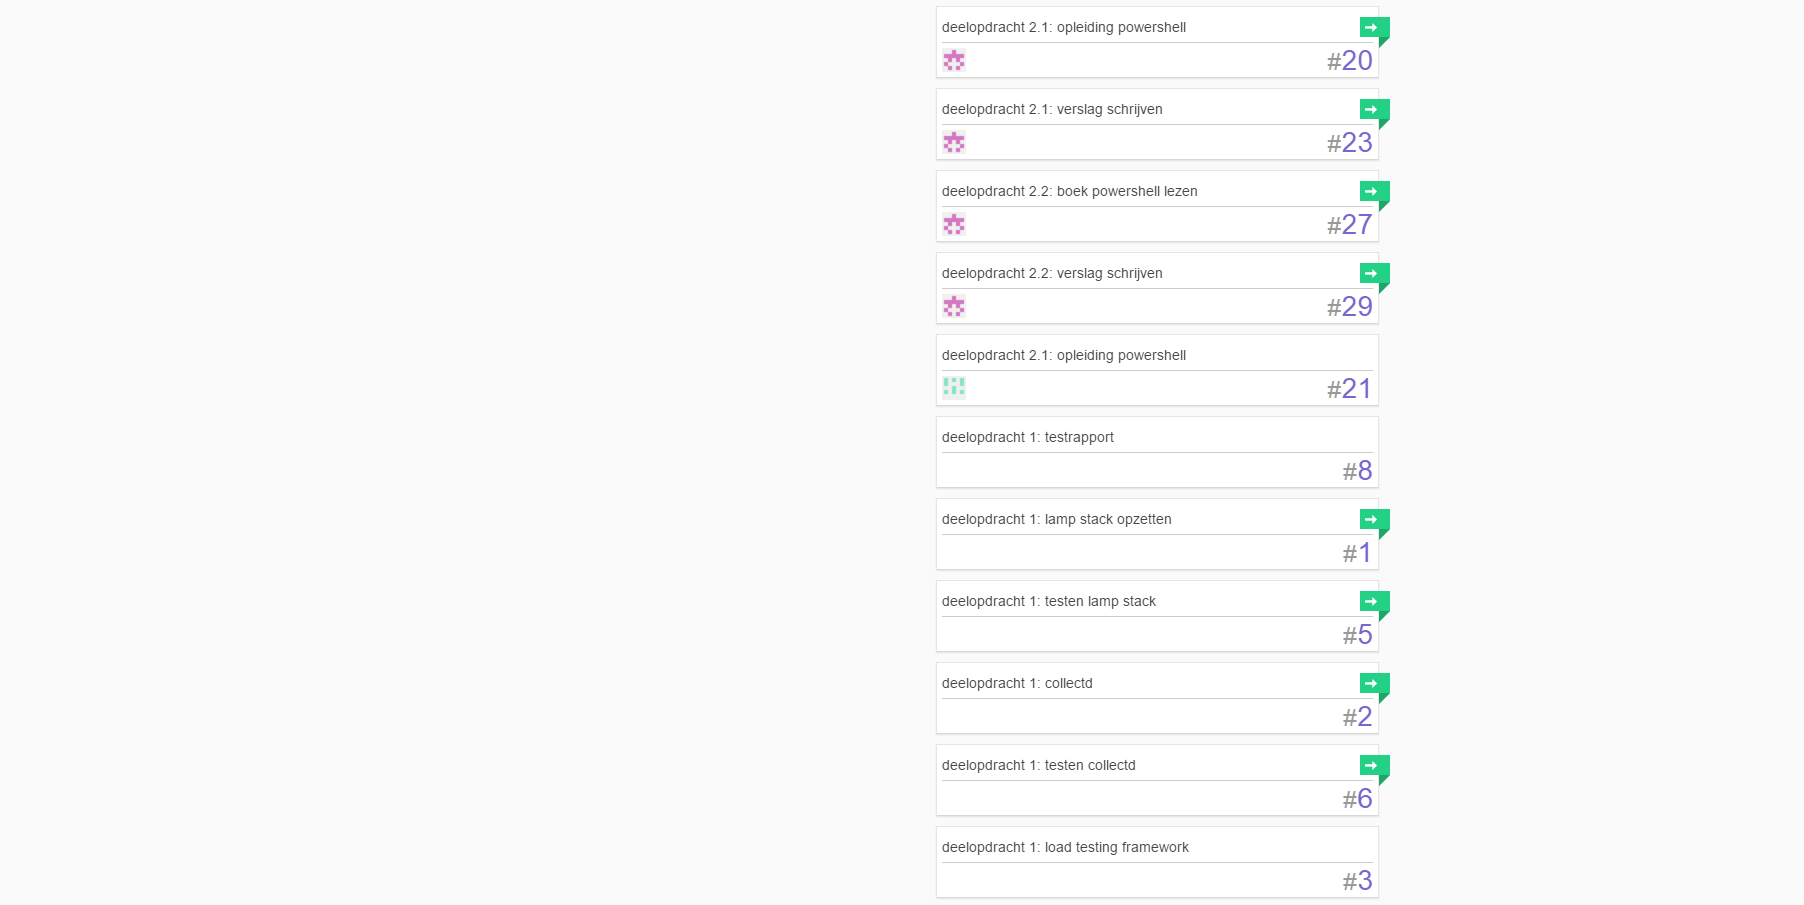 deelopdracht 2.1: opleiding powershell
#20
deelopdracht 2.1: verslag schrijven
#23
deelopdracht 2.2: boek powershell lezen
#27
deelopdracht 2.2: verslag schrijven
#29
deelopdracht 2.1: opleiding powershell
#21
deelopdracht 1: testrapport
#8
deelopdracht 1: lamp stack opzetten
#1
deelopdracht 1: testen lamp stack
#5
deelopdracht 1: collectd
#2
deelopdracht 1: testen collectd
#6
deelopdracht 1: load testing framework
#3